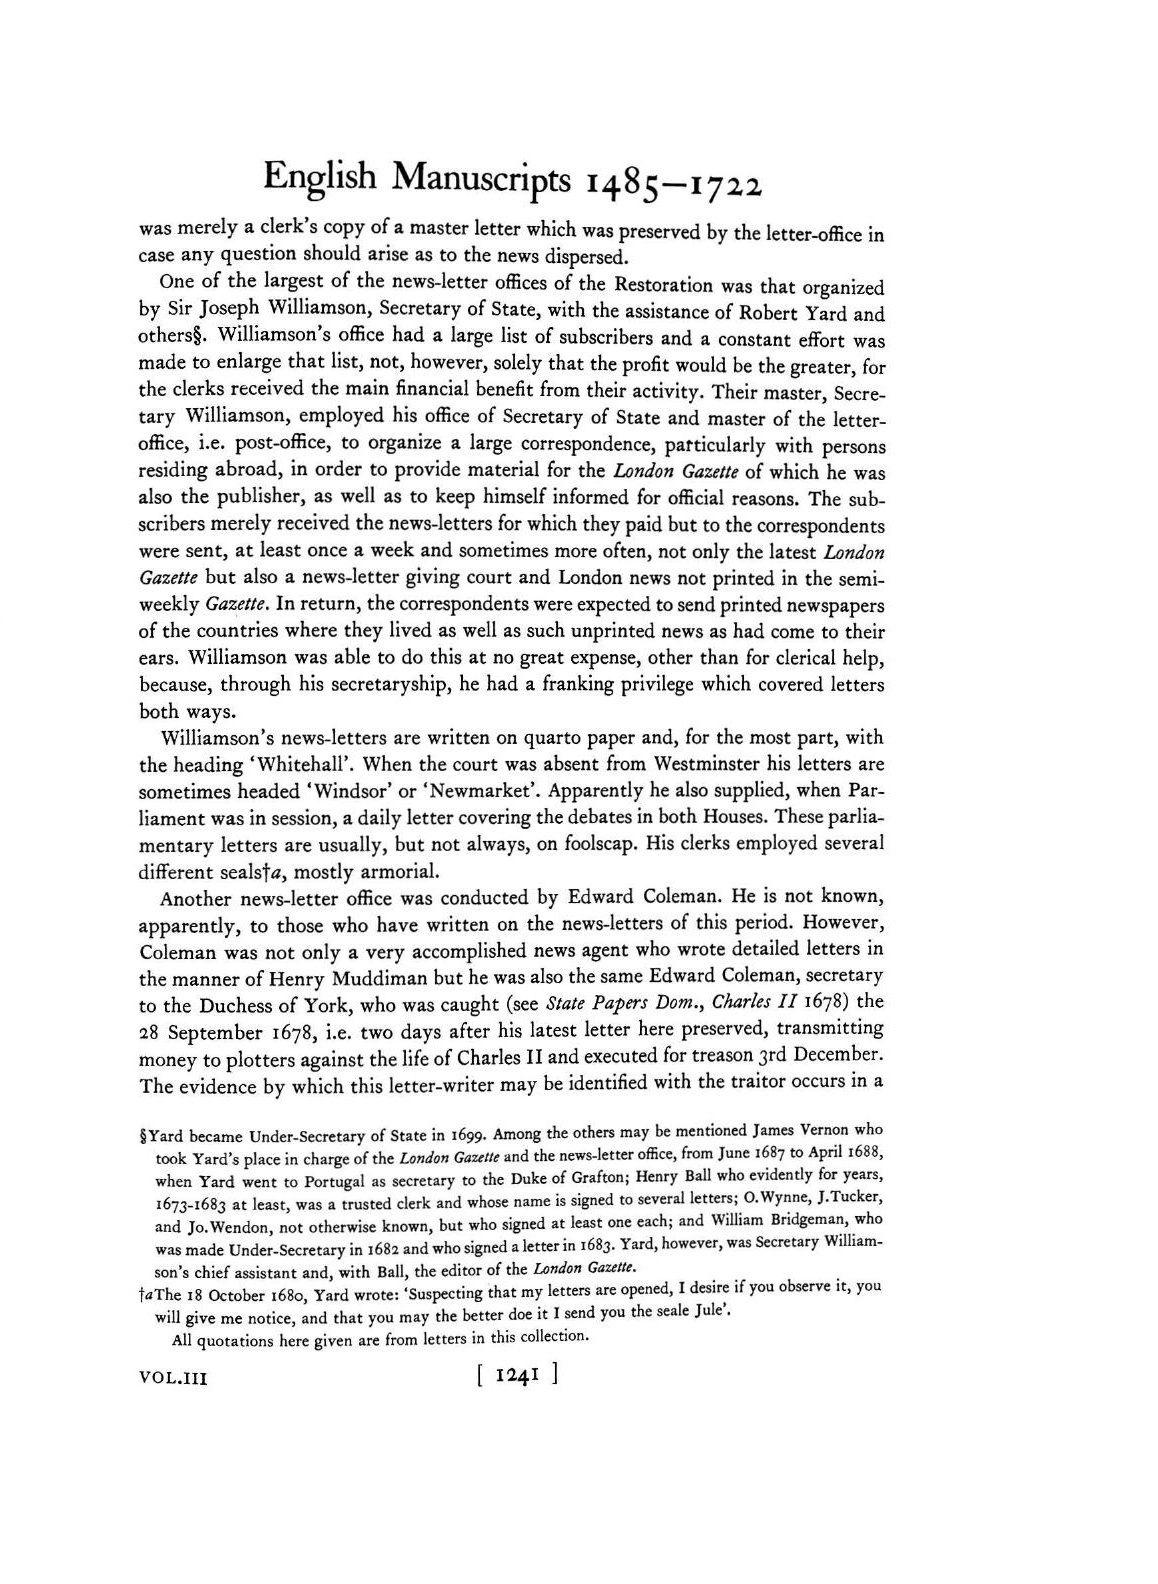 English Manuscripts 1485–1722
was merely a clerk's copy of a master letter which was preserved by the letter-office in
case any question should arise as to the news dispersed.
One of the largest of the news-letter offices of the Restoration was that organized
by Sir Joseph Williamson, Secretary of State, with the assistance of Robert Yard and
others§. Williamson's office had a large list of subscribers and a constant effort was
made to enlarge that list, not, however, solely that the profit would be the greater, for
the clerks received the main financial benefit from their activity. Their master, Secre-
tary Williamson, employed his office of Secretary of State and master of the letter-
office, i.e. post-office, to organize a large correspondence, particularly with persons
residing abroad, in order to provide material for the London Gazette of which he was
also the publisher, as well as to keep himself informed for official reasons. The sub-
scribers merely received the news-letters for which they paid but to the correspondents
were sent, at least once a week and sometimes more often, not only the latest London
Gazette but also a news-letter giving court and London news not printed in the semi-
weekly Gazette. In return, the correspondents were expected to send printed newspapers
of the countries where they lived as well as such unprinted news as had come to their
ears. Williamson was able to do this at no great expense, other than for clerical help,
because, through his secretaryship, he had a franking privilege which covered letters
both ways.
Williamson's news-letters are written on quarto paper and, for the most part, with
the heading 'Whitehall'. When the court was absent from Westminster his letters are
sometimes headed 'Windsor' or 'Newmarket'. Apparently he also supplied, when Par-
liament was in session, a daily letter covering the debates in both Houses. These parlia-
mentary letters are usually, but not always, on foolscap. His clerks employed several
different seals†a, mostly armorial.
Another news-letter office was conducted by Edward Coleman. He is not known,
apparently, to those who have written on the news-letters of this period. However,
Coleman was not only a very accomplished news agent who wrote detailed letters in
the manner of Henry Muddiman but he was also the same Edward Coleman, secretary
to the Duchess of York, who was caught (see State Papers Dom., Charles II 1678) the
28 September 1678, i.e. two days after his latest letter here preserved, transmitting
money to plotters against the life of Charles II and executed for treason 3rd December.
The evidence by which this letter-writer may be identified with the traitor occurs in a
§Yard became Under-Secretary of State in 1699. Among the others may be mentioned James Vernon who
took Yard's place in charge of the London Gazette and the news-letter office, from June 1687 to April 1688,
when Yard went to Portugal as secretary to the Duke of Grafton; Henry Ball who evidently for years,
1673-1683 at least, was a trusted clerk and whose name is signed to several letters; O.Wynne, J.Tucker,
and Jo.Wendon, not otherwise known, but who signed at least one each; and William Bridgeman, who
was made Under-Secretary in 1682 and who signed a letter in 1683. Yard, however, was Secretary William-
son's chief assistant and, with Ball, the editor of the London Gazette.
†aThe 18 October 1680, Yard wrote: 'Suspecting that my letters are opened, I desire if you observe it, you
will give me notice, and that you may the better doe it I send you the seale Jule'.
All quotations here given are from letters in this collection.
VOL.III [ 1241 ]